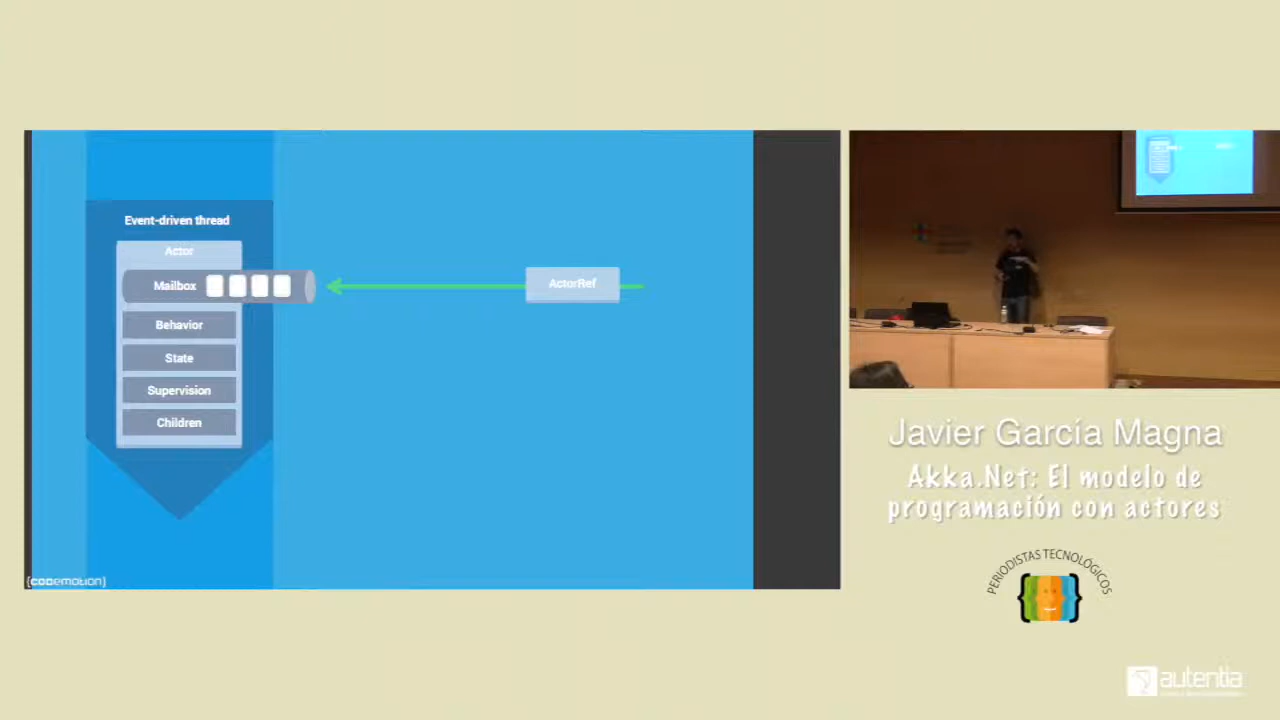 Event-driven thread
Actor
Mailbox
ActorRef
Behavior
State
Supervision
Children
{codemotion}
Javier García Magna
Akka.Net: El modelo de
programación con actores
PERIODISTAS TECNOLÓGICOS
autentia